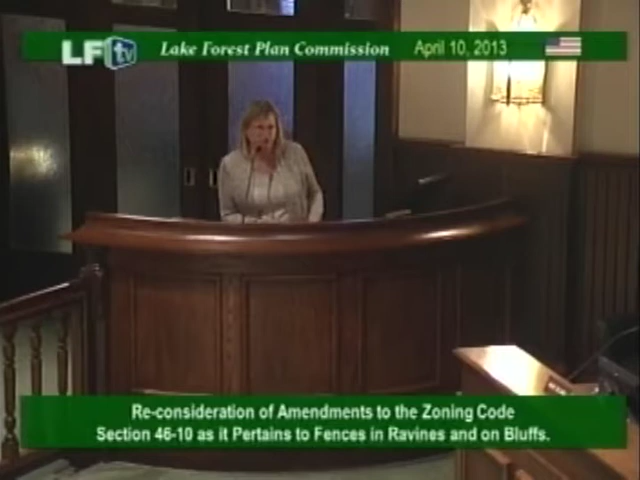 LF tv Lake Forest Plan Commission April 10, 2013
Re-consideration of Amendments to the Zoning Code
Section 46-10 as it Pertains to Fences in Ravines and on Bluffs.